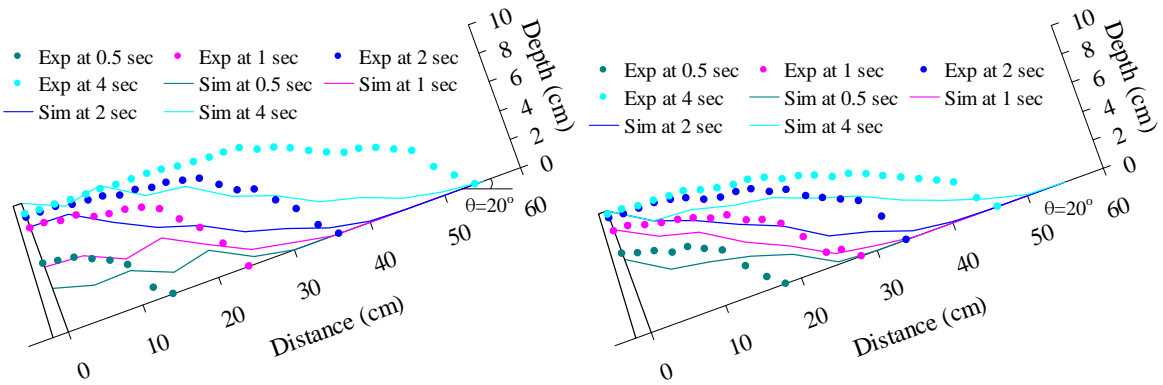 Exp at 0.5 sec Exp at 1 sec Exp at 2 sec
Exp at 4 sec Sim at 0.5 sec Sim at 1 sec
Sim at 2 sec Sim at 4 sec
10
8
6
4
2
0
Depth (cm)
θ=20°
0
10
20
30
40
50
60
Distance (cm)
Exp at 0.5 sec Exp at 1 sec Exp at 2 sec
Exp at 4 sec Sim at 0.5 sec Sim at 1 sec
Sim at 2 sec Sim at 4 sec
10
8
6
4
2
0
Depth (cm)
θ=20°
0
10
20
30
40
50
60
Distance (cm)